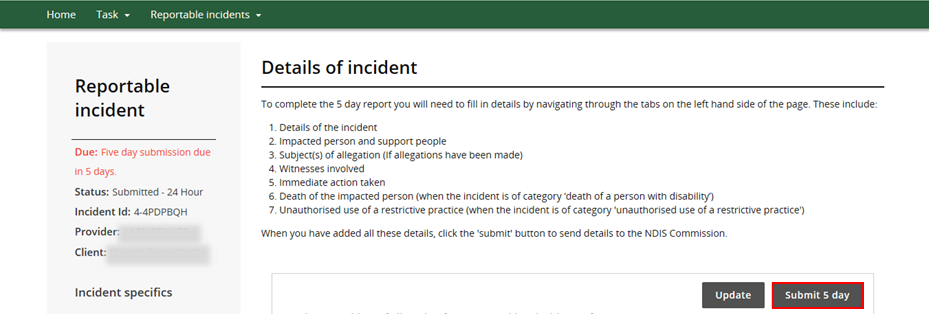 Home Task Reportable incidents
Reportable
incident
Due: Five day submission due
in 5 days.
Status: Submitted - 24 Hour
Incident Id: 4-4PDPBQH
Provider:
Client:
Incident specifics
Details of incident
To complete the 5 day report you will need to fill in details by navigating through the tabs on the left hand side of the page. These include:
1. Details of the incident
2. Impacted person and support people
3. Subject(s) of allegation (If allegations have been made)
4. Witnesses involved
5. Immediate action taken
6. Death of the impacted person (when the incident is of category 'death of a person with disability')
7. Unauthorised use of a restrictive practice (when the incident is of category 'unauthorised use of a restrictive practice')
When you have added all these details, click the 'submit' button to send details to the NDIS Commission.
Update Submit 5 day